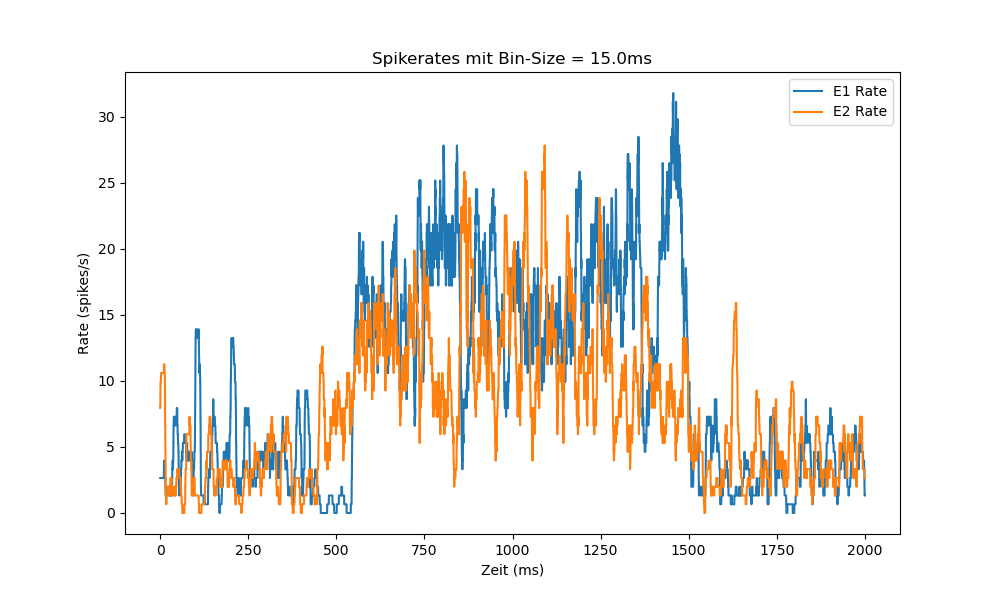 Spikerates mit Bin-Size = 15.0ms
E1 Rate
E2 Rate
Rate (spikes/s)
30
25
20
15
10
5
0
0 250 500 750 1000 1250 1500 1750 2000
Zeit (ms)